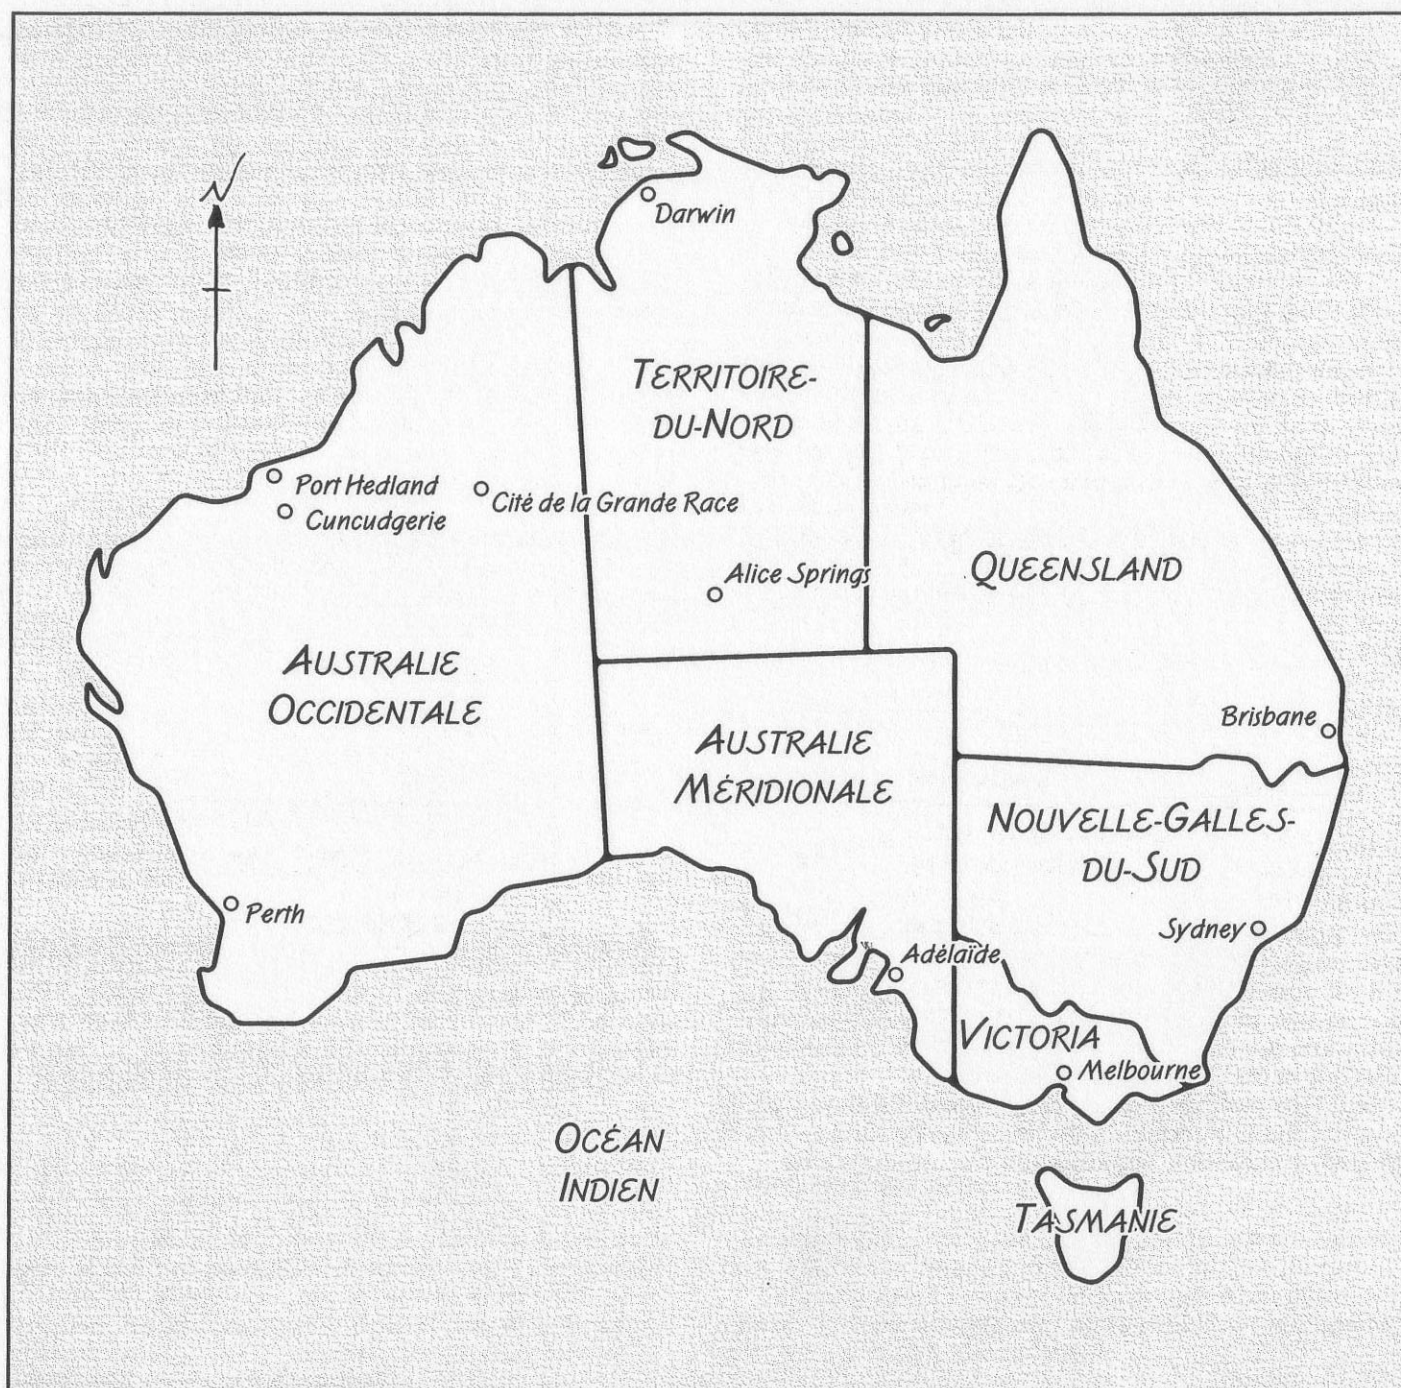 N
Darwin
TERRITOIRE-
DU-NORD
Port Hedland
Cuncudgerie
Cité de la Grande Race
Alice Springs
QUEENSLAND
AUSTRALIE
OCCIDENTALE
AUSTRALIE
MÉRIDIONALE
Brisbane
NOUVELLE-GALLES-
DU-SUD
Perth
Sydney
Adélaïde
VICTORIA
Melbourne
OCÉAN
INDIEN
TASMANIE